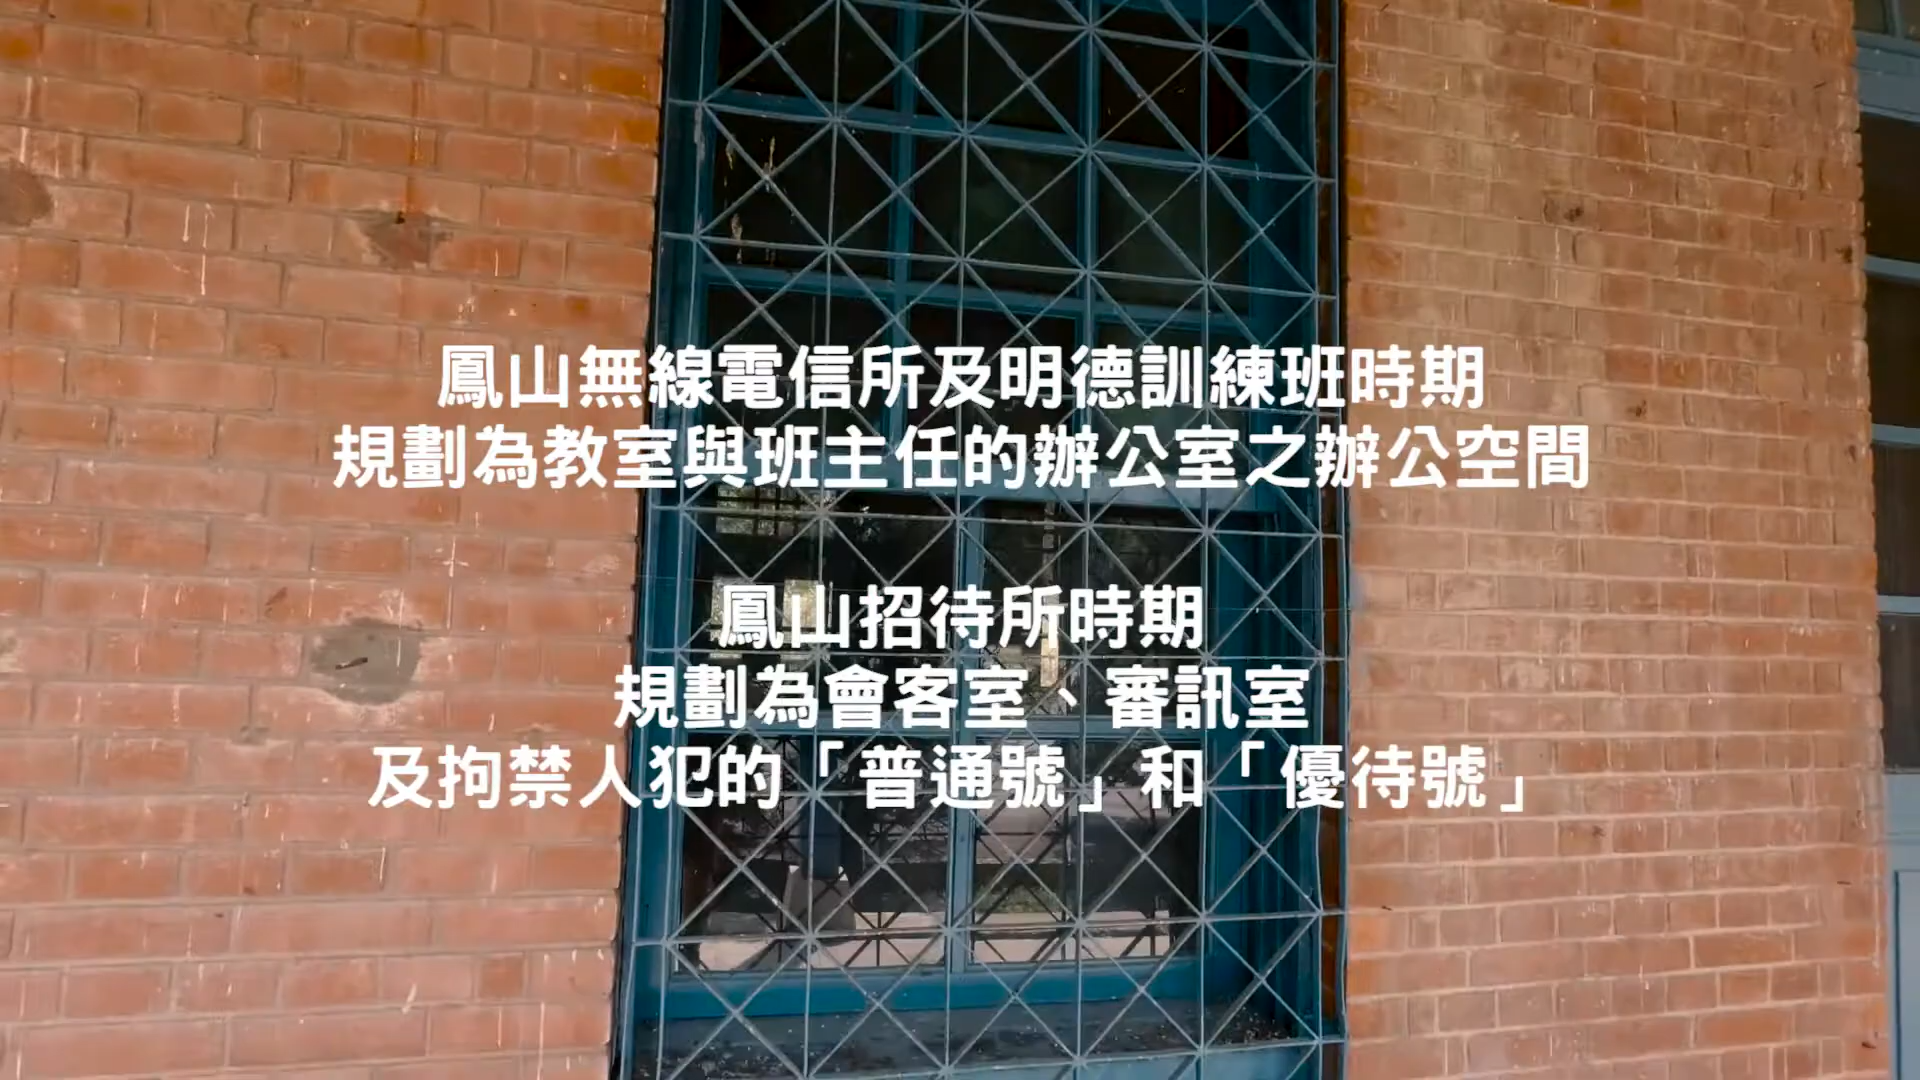 鳳山無線電信所及明德訓練班時期
規劃為教室與班主任的辦公室之辦公空間
鳳山招待所時期
規劃為會客室、審訊室
及拘禁人犯的「普通號」和「優待號」